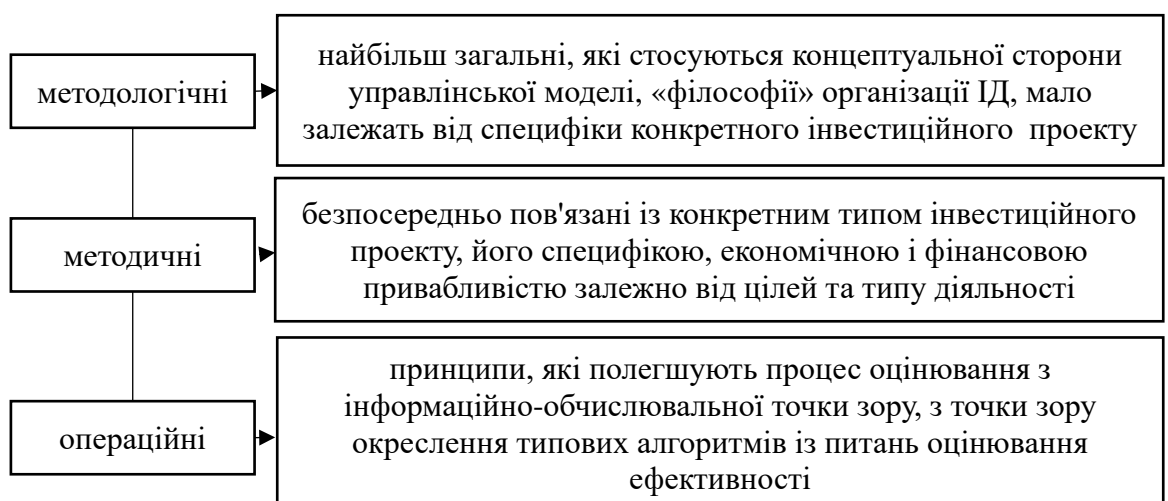 методологічні
найбільш загальні, які стосуються концептуальної сторони
управлінської моделі, «філософії» організації ІД, мало
залежать від специфіки конкретного інвестиційного проекту
методичні
безпосередньо пов'язані із конкретним типом інвестиційного
проекту, його специфікою, економічною і фінансовою
привабливістю залежно від цілей та типу діяльності
операційні
принципи, які полегшують процес оцінювання з
інформаційно-обчислювальної точки зору, з точки зору
окреслення типових алгоритмів із питань оцінювання
ефективності